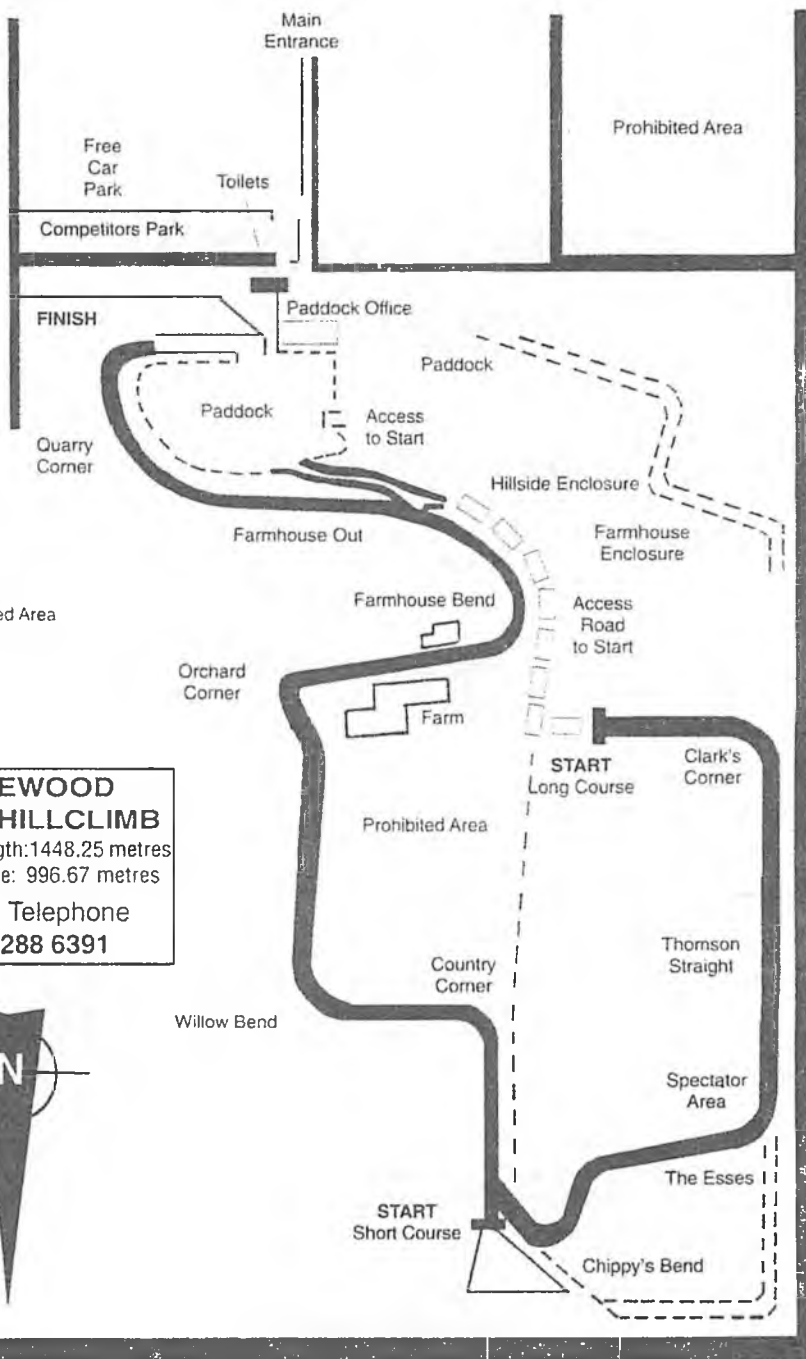 Main
Entrance
Prohibited Area
Free
Car
Park
Toilets
Competitors Park
FINISH
Paddock Office
Paddock
Paddock
Access
to Start
Quarry
Corner
Hillside Enclosure
Farmhouse Out
Farmhouse
Enclosure
Farmhouse Bend
Access
Road
to Start
ed Area
Orchard
Corner
Farm
START
Long Course
Clark's
Corner
EWOOD
HILLCLIMB
gth:1448.25 metres
e: 996.67 metres
Telephone
288 6391
Prohibited Area
Country
Corner
Thomson
Straight
Willow Bend
N
Spectator
Area
The Esses
START
Short Course
Chippy's Bend